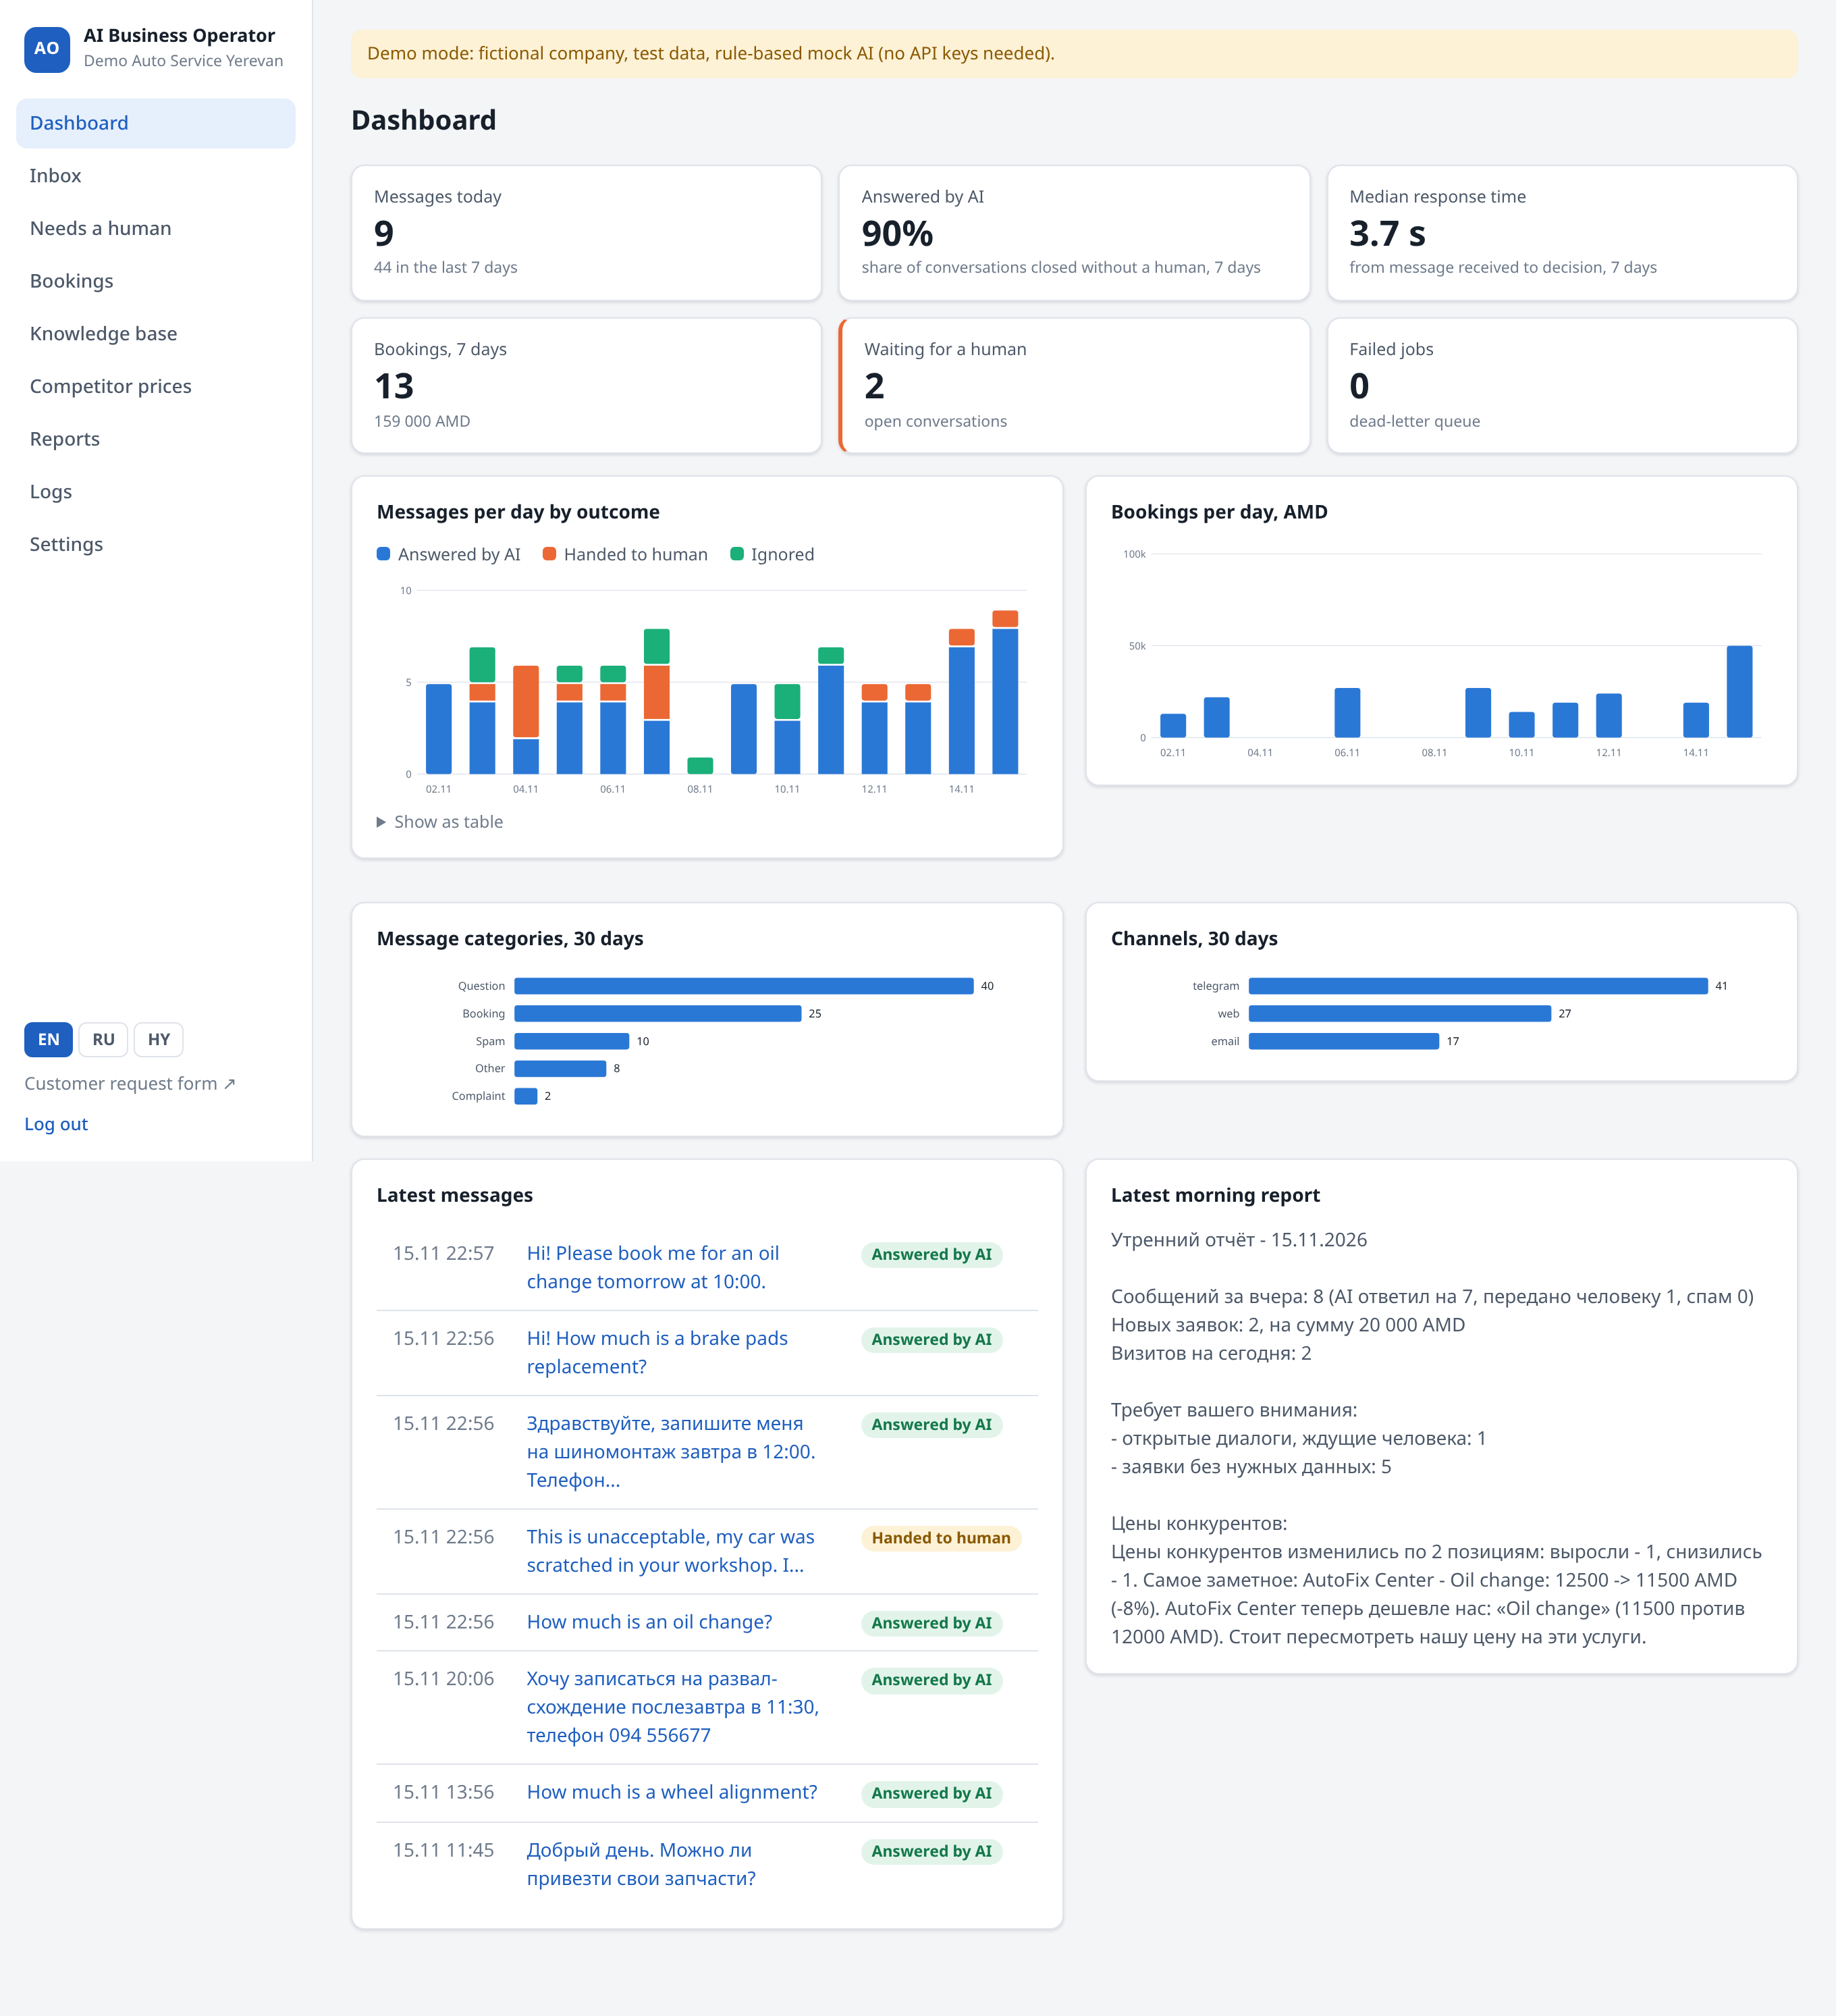 AO
AI Business Operator
Demo Auto Service Yerevan
Dashboard
Inbox
Needs a human
Bookings
Knowledge base
Competitor prices
Reports
Logs
Settings
EN RU HY
Customer request form ↗
Log out
Demo mode: fictional company, test data, rule-based mock AI (no API keys needed).
Dashboard
Messages today
9
44 in the last 7 days
Answered by AI
90%
share of conversations closed without a human, 7 days
Median response time
3.7 s
from message received to decision, 7 days
Bookings, 7 days
13
159 000 AMD
Waiting for a human
2
open conversations
Failed jobs
0
dead-letter queue
Messages per day by outcome
Answered by AI Handed to human Ignored
10
5
0
02.11 04.11 06.11 08.11 10.11 12.11 14.11
▶ Show as table
Bookings per day, AMD
100k
50k
0
02.11 04.11 06.11 08.11 10.11 12.11 14.11
Message categories, 30 days
Question 40
Booking 25
Spam 10
Other 8
Complaint 2
Channels, 30 days
telegram 41
web 27
email 17
Latest messages
15.11 22:57 Hi! Please book me for an oil Answered by AI
change tomorrow at 10:00.
15.11 22:56 Hi! How much is a brake pads Answered by AI
replacement?
15.11 22:56 Здравствуйте, запишите меня Answered by AI
на шиномонтаж завтра в 12:00.
Телефон...
15.11 22:56 This is unacceptable, my car was Handed to human
scratched in your workshop. I...
15.11 22:56 How much is an oil change? Answered by AI
15.11 20:06 Хочу записаться на развал- Answered by AI
схождение послезавтра в 11:30,
телефон 094 556677
15.11 13:56 How much is a wheel alignment? Answered by AI
15.11 11:45 Добрый день. Можно ли Answered by AI
привезти свои запчасти?
Latest morning report
Утренний отчёт - 15.11.2026
Сообщений за вчера: 8 (AI ответил на 7, передано человеку 1, спам 0)
Новых заявок: 2, на сумму 20 000 AMD
Визитов на сегодня: 2
Требует вашего внимания:
- открытые диалоги, ждущие человека: 1
- заявки без нужных данных: 5
Цены конкурентов:
Цены конкурентов изменились по 2 позициям: выросли - 1, снизились
- 1. Самое заметное: AutoFix Center - Oil change: 12500 -> 11500 AMD
(-8%). AutoFix Center теперь дешевле нас: «Oil change» (11500 против
12000 AMD). Стоит пересмотреть нашу цену на эти услуги.